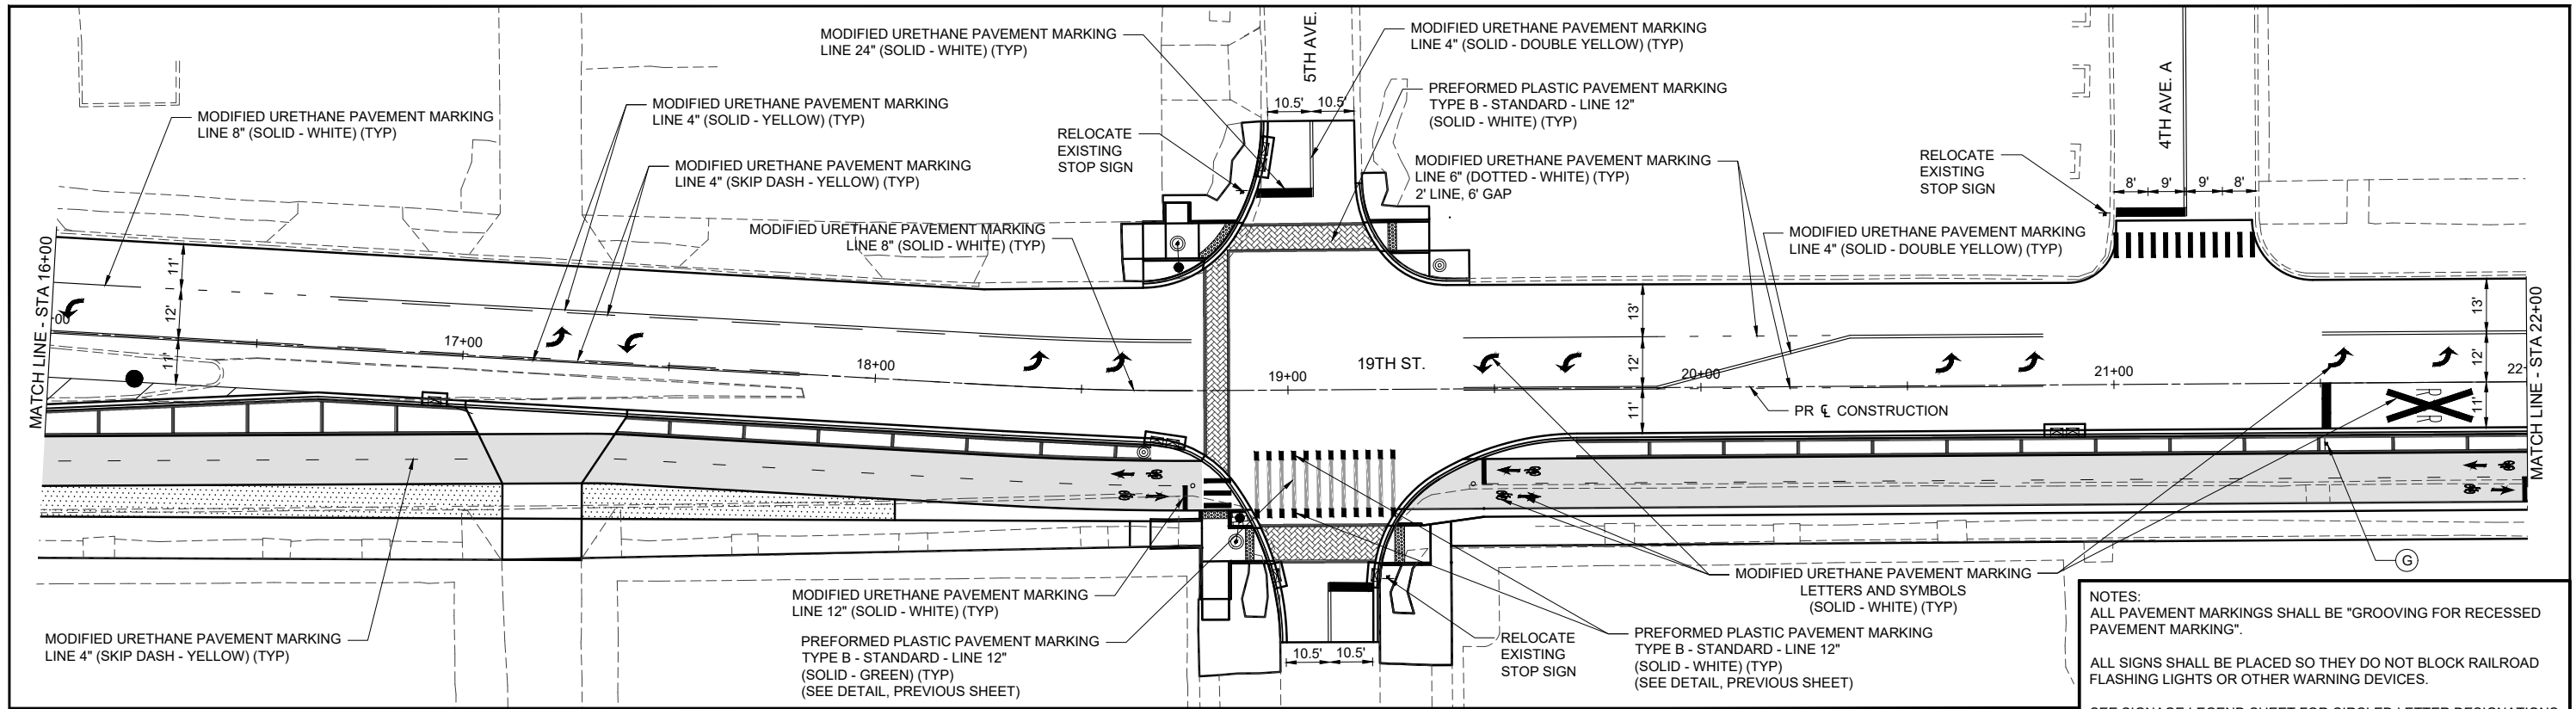 MODIFIED URETHANE PAVEMENT MARKING
LINE 24" (SOLID - WHITE) (TYP)
5TH AVE.
MODIFIED URETHANE PAVEMENT MARKING
LINE 4" (SOLID - DOUBLE YELLOW) (TYP)
4TH AVE. A
MODIFIED URETHANE PAVEMENT MARKING
LINE 8" (SOLID - WHITE) (TYP)
MODIFIED URETHANE PAVEMENT MARKING
LINE 4" (SOLID - YELLOW) (TYP)
MODIFIED URETHANE PAVEMENT MARKING
LINE 4" (SKIP DASH - YELLOW) (TYP)
RELOCATE
EXISTING
STOP SIGN
10.5' 10.5'
PREFORMED PLASTIC PAVEMENT MARKING
TYPE B - STANDARD - LINE 12"
(SOLID - WHITE) (TYP)
MODIFIED URETHANE PAVEMENT MARKING
LINE 6" (DOTTED - WHITE) (TYP)
2' LINE, 6' GAP
RELOCATE
EXISTING
STOP SIGN
8' 9' 9' 8'
MODIFIED URETHANE PAVEMENT MARKING
LINE 8" (SOLID - WHITE) (TYP)
MODIFIED URETHANE PAVEMENT MARKING
LINE 4" (SOLID - DOUBLE YELLOW) (TYP)
MATCH LINE - STA 16+00
00
11'
12'
11'
17+00
18+00
19+00
19TH ST.
13'
12'
11'
20+00
21+00
22
13'
12'
11'
R R
MATCH LINE - STA 22+00
PR ℄ CONSTRUCTION
G
MODIFIED URETHANE PAVEMENT MARKING
LINE 4" (SKIP DASH - YELLOW) (TYP)
MODIFIED URETHANE PAVEMENT MARKING
LINE 12" (SOLID - WHITE) (TYP)
PREFORMED PLASTIC PAVEMENT MARKING
TYPE B - STANDARD - LINE 12"
(SOLID - GREEN) (TYP)
(SEE DETAIL, PREVIOUS SHEET)
10.5' 10.5'
RELOCATE
EXISTING
STOP SIGN
MODIFIED URETHANE PAVEMENT MARKING
LETTERS AND SYMBOLS
(SOLID - WHITE) (TYP)
PREFORMED PLASTIC PAVEMENT MARKING
TYPE B - STANDARD - LINE 12"
(SOLID - WHITE) (TYP)
(SEE DETAIL, PREVIOUS SHEET)
NOTES:
ALL PAVEMENT MARKINGS SHALL BE "GROOVING FOR RECESSED
PAVEMENT MARKING".
ALL SIGNS SHALL BE PLACED SO THEY DO NOT BLOCK RAILROAD
FLASHING LIGHTS OR OTHER WARNING DEVICES.
SEE SIGNAGE LEGEND SHEET FOR CIRCLED LETTER DESIGNATIONS